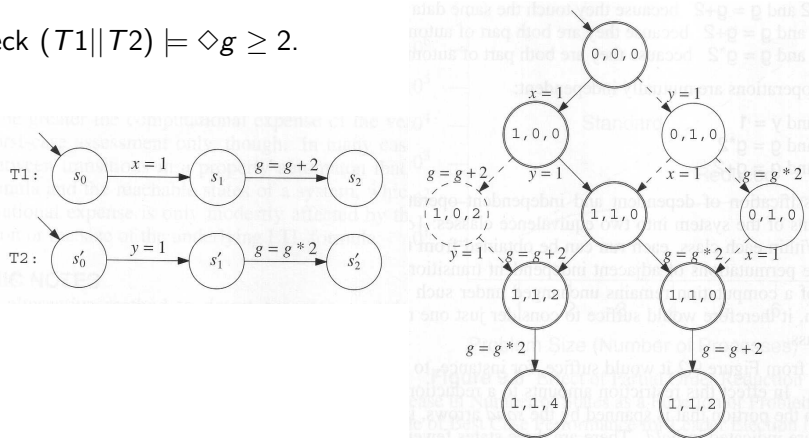 eck (T1||T2) ⊨ ◇g ≥ 2.
T1: s₀ x = 1 s₁ g = g + 2 s₂
T2: s′₀ y = 1 s′₁ g = g * 2 s′₂
0,0,0
x = 1 y = 1
1,0,0 0,1,0
g = g + 2 y = 1 x = 1 g = g * 2
1,0,2 1,1,0 0,1,0
y = 1 g = g + 2 g = g * 2 x = 1
1,1,2 1,1,0
g = g * 2 g = g + 2
1,1,4 1,1,2